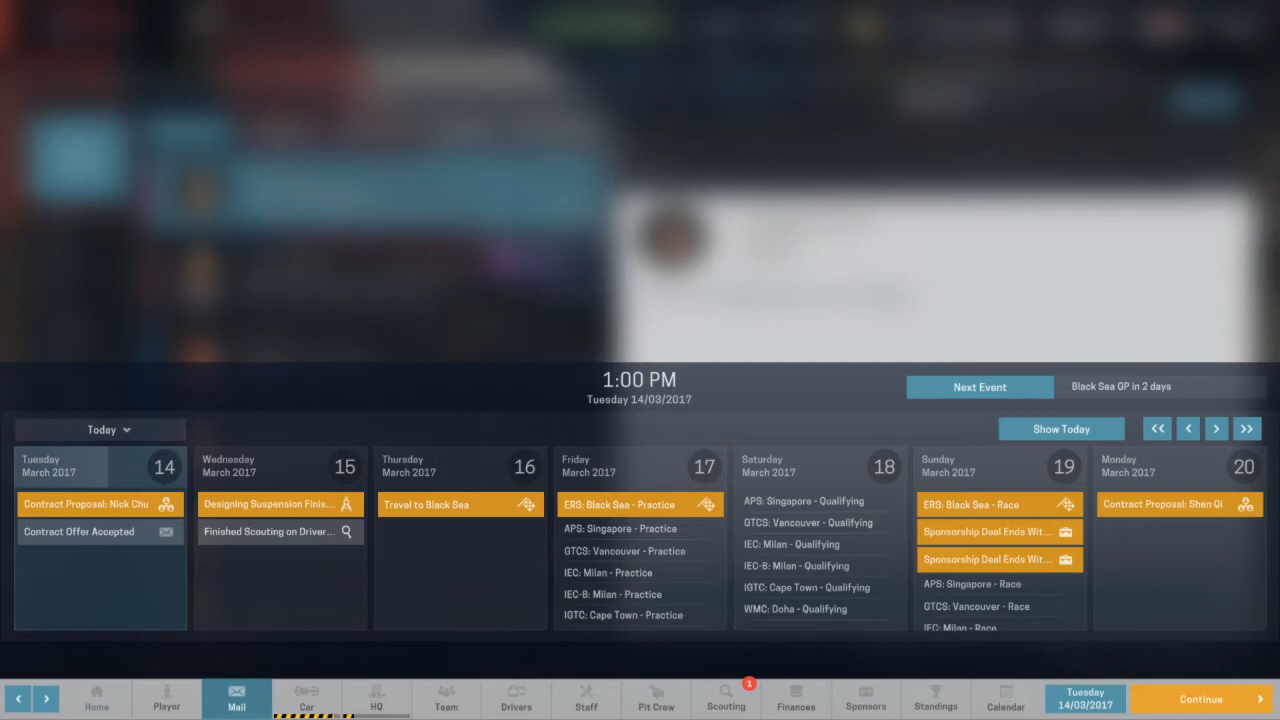 1:00 PM
Tuesday 14/03/2017
Next Event
Black Sea GP in 2 days
Today
Show Today
<<
<
>
>>
Tuesday
March 2017
14
Contract Proposal: Nick Chu
Contract Offer Accepted
Wednesday
March 2017
15
Designing Suspension Finis...
Finished Scouting on Driver...
Thursday
March 2017
16
Travel to Black Sea
Friday
March 2017
17
ERS: Black Sea - Practice
APS: Singapore - Practice
GTCS: Vancouver - Practice
IEC: Milan - Practice
IEC-B: Milan - Practice
IGTC: Cape Town - Practice
Saturday
March 2017
18
APS: Singapore - Qualifying
GTCS: Vancouver - Qualifying
IEC: Milan - Qualifying
IEC-B: Milan - Qualifying
IGTC: Cape Town - Qualifying
WMC: Doha - Qualifying
Sunday
March 2017
19
ERS: Black Sea - Race
Sponsorship Deal Ends Wit...
Sponsorship Deal Ends Wit...
APS: Singapore - Race
GTCS: Vancouver - Race
IEC: Milan - Race
Monday
March 2017
20
Contract Proposal: Shen Qi
<
>
Home
Player
Mail
Car
HQ
Team
Drivers
Staff
Pit Crew
1
Scouting
Finances
Sponsors
Standings
Calendar
Tuesday
14/03/2017
Continue >